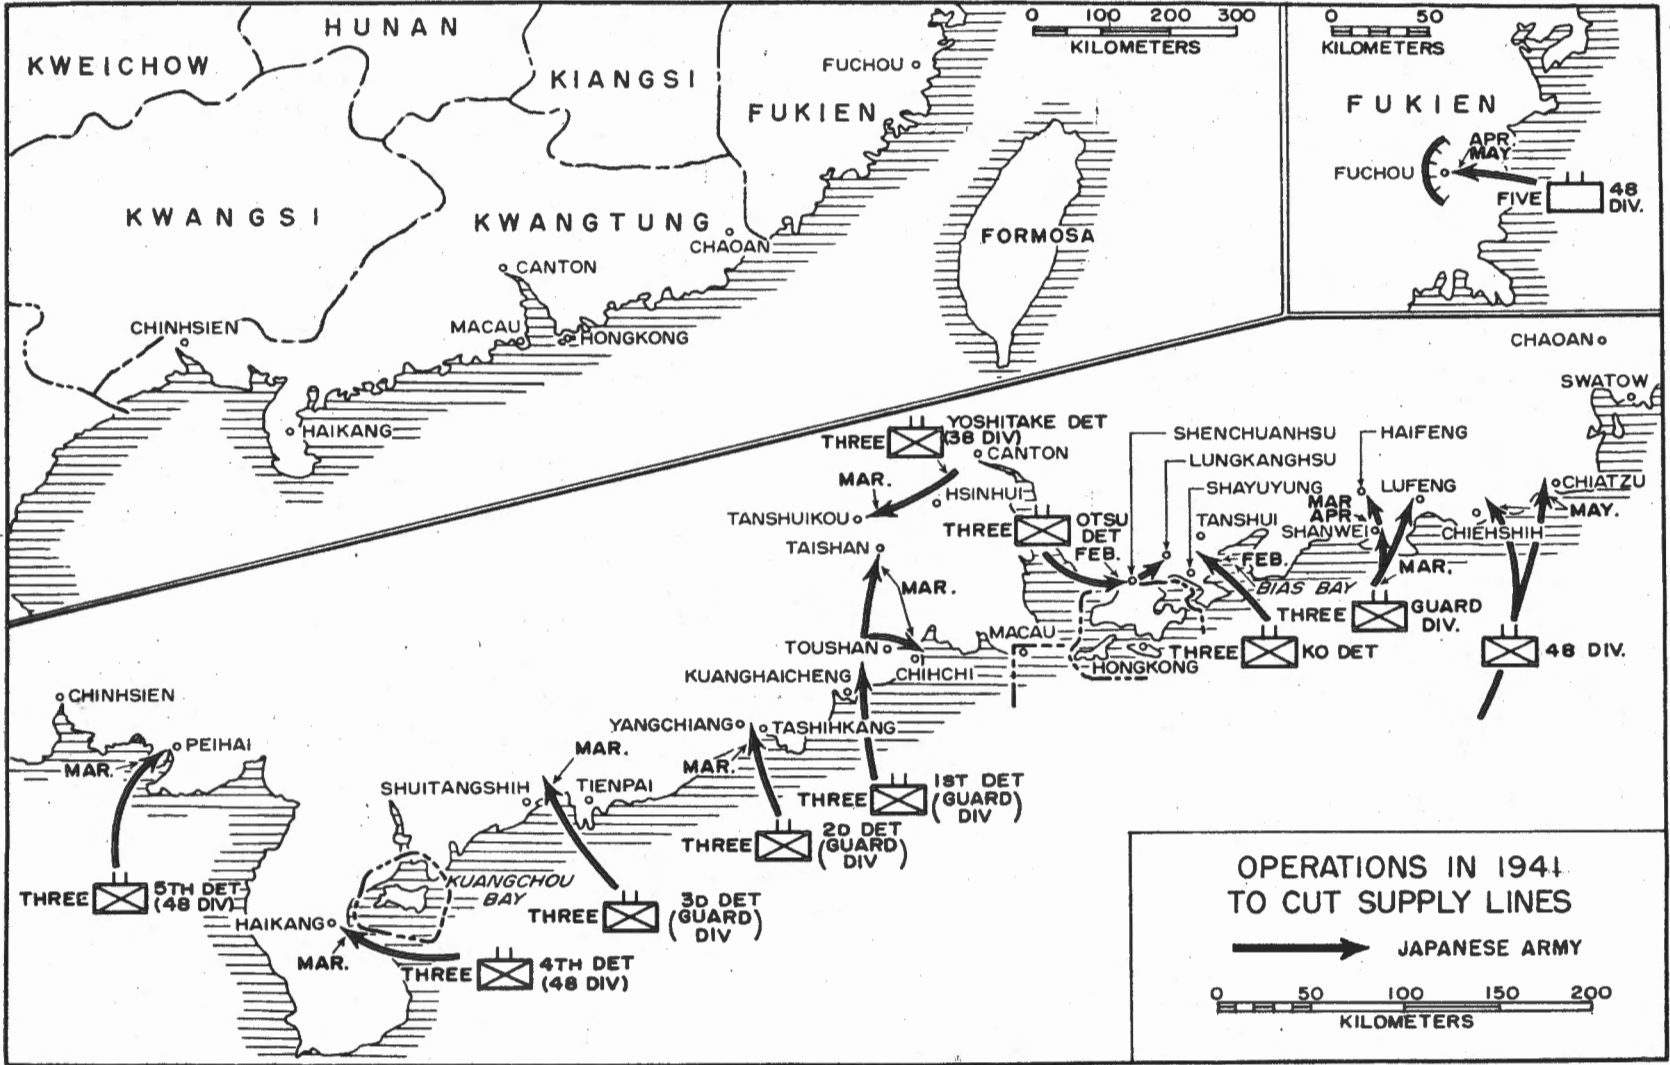 HUNAN
KWEICHOW
KIANGSI
FUCHOU
FUKIEN
KWANGSI
KWANGTUNG
CHAOAN
CANTON
FORMOSA
CHINHSIEN
MACAU
HONGKONG
HAIKANG
0 100 200 300
KILOMETERS
0 50
KILOMETERS
FUKIEN
APR.
MAY
FUCHOU
FIVE
48
DIV.
CHAOAN
SWATOW
YOSHITAKE DET
THREE (38 DIV)
CANTON
MAR.
HSINHUI
TANSHUIKOU
TAISHAN
THREE
OTSU
DET
FEB.
SHENCHUANHSU
LUNGKANGHSU
SHAYUYUNG
TANSHUI
FEB.
BIAS BAY
HAIFENG
LUFENG
MAR
APR
SHANWEI
MAR.
CHIEHSHIH
CHIATZU
MAY.
THREE GUARD
DIV.
THREE KO DET
48 DIV.
MAR.
TOUSHAN
CHIHCHI
MACAU
HONGKONG
KUANGHAICHENG
YANGCHIANG
TASHIHKANG
MAR.
THREE 1ST DET
(GUARD)
DIV
THREE 2D DET
(GUARD)
DIV
MAR.
SHUITANGSHIH
TIENPAI
THREE 3D DET
(GUARD)
DIV
CHINHSIEN
PEIHAI
MAR.
THREE 5TH DET
(48 DIV)
KUANGCHOU
BAY
HAIKANG
MAR.
THREE 4TH DET
(48 DIV)
OPERATIONS IN 1941
TO CUT SUPPLY LINES
JAPANESE ARMY
0 50 100 150 200
KILOMETERS